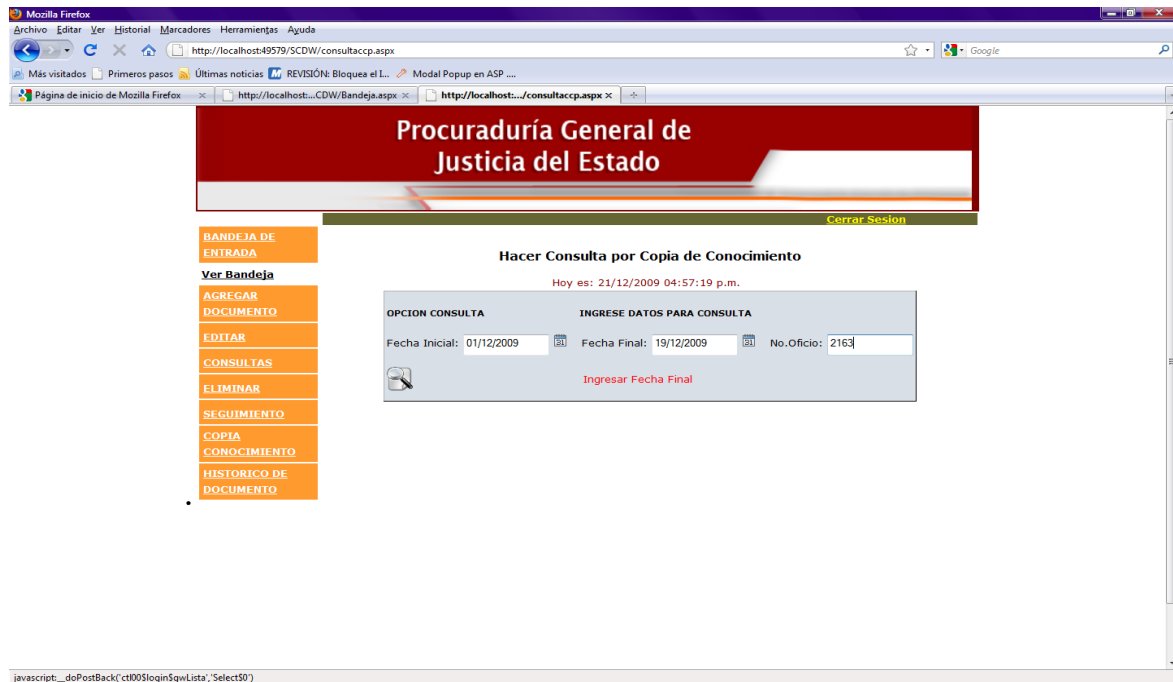 Mozilla Firefox
Archivo Editar Ver Historial Marcadores Herramientas Ayuda
http://localhost:49579/SCDW/consultaccp.aspx
Google
Más visitados Primeros pasos Últimas noticias REVISIÓN: Bloquea el I... Modal Popup en ASP ....
Página de inicio de Mozilla Firefox × http://localhost:...CDW/Bandeja.aspx × http://localhost:.../consultaccp.aspx ×
Procuraduría General de
Justicia del Estado
Cerrar Sesion
BANDEJA DE
ENTRADA
Ver Bandeja
AGREGAR
DOCUMENTO
EDITAR
CONSULTAS
ELIMINAR
SEGUIMIENTO
COPIA
CONOCIMIENTO
HISTORICO DE
DOCUMENTO
Hacer Consulta por Copia de Conocimiento
Hoy es: 21/12/2009 04:57:19 p.m.
OPCION CONSULTA INGRESE DATOS PARA CONSULTA
Fecha Inicial: 01/12/2009 31 Fecha Final: 19/12/2009 31 No.Oficio: 2163
Ingresar Fecha Final
javascript:__doPostBack('ctl00$login$gwLista','Select$0')